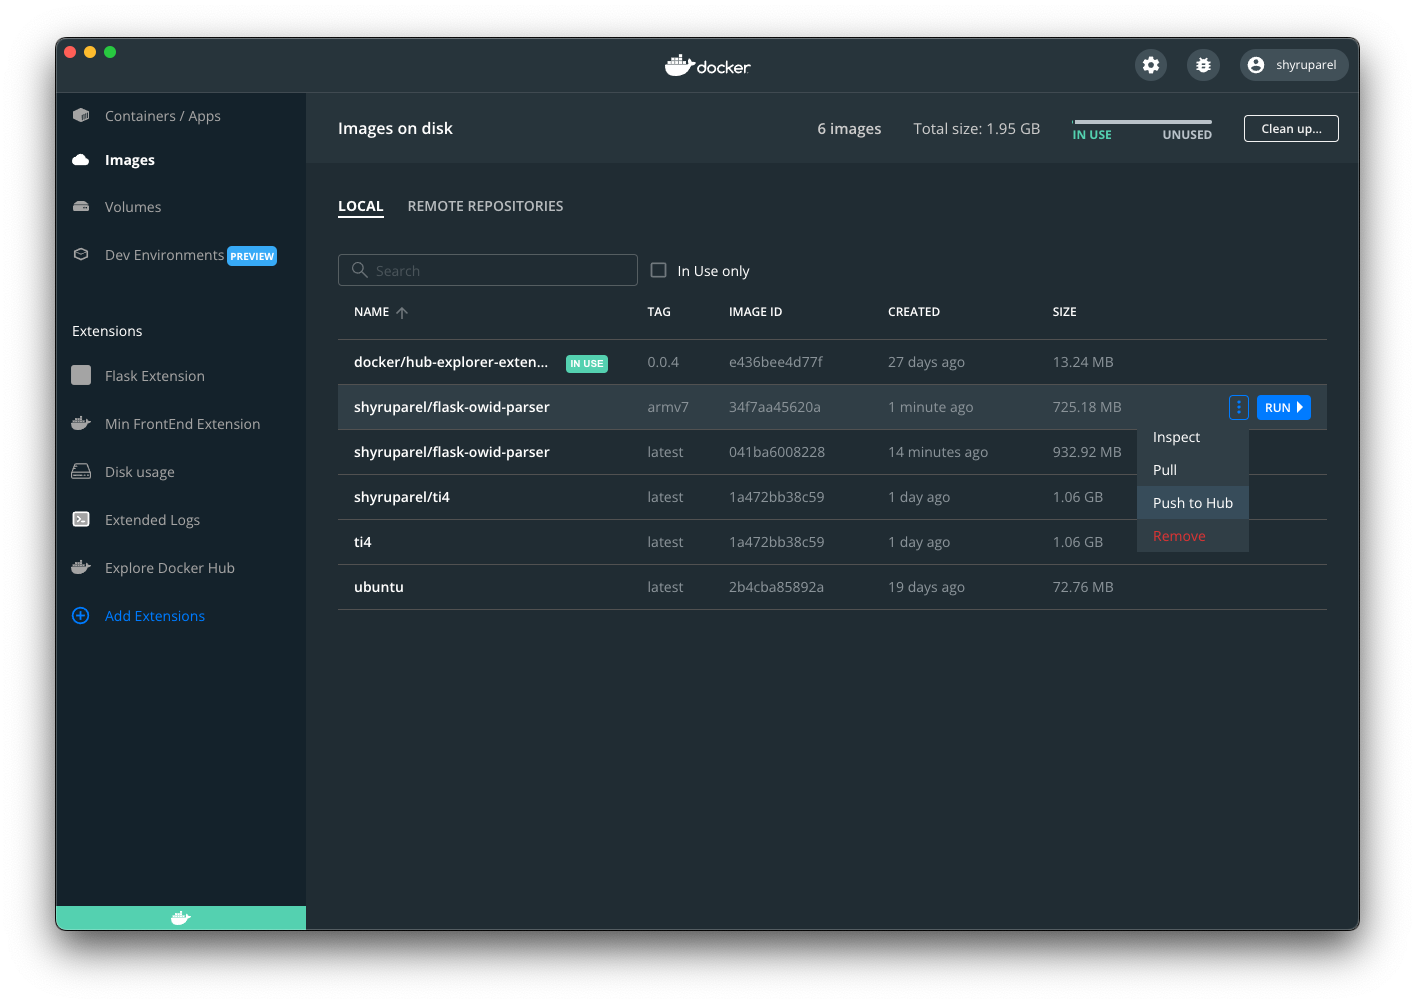 docker
shyruparel
Containers / Apps
Images
Volumes
Dev Environments PREVIEW
Extensions
Flask Extension
Min FrontEnd Extension
Disk usage
Extended Logs
Explore Docker Hub
Add Extensions
Images on disk
6 images
Total size: 1.95 GB
IN USE
UNUSED
Clean up...
LOCAL
REMOTE REPOSITORIES
Search
In Use only
NAME TAG IMAGE ID CREATED SIZE
docker/hub-explorer-exten... IN USE 0.0.4 e436bee4d77f 27 days ago 13.24 MB
shyruparel/flask-owid-parser armv7 34f7aa45620a 1 minute ago 725.18 MB RUN
shyruparel/flask-owid-parser latest 041ba6008228 14 minutes ago 932.92 MB
shyruparel/ti4 latest 1a472bb38c59 1 day ago 1.06 GB
ti4 latest 1a472bb38c59 1 day ago 1.06 GB
ubuntu latest 2b4cba85892a 19 days ago 72.76 MB
Inspect
Pull
Push to Hub
Remove